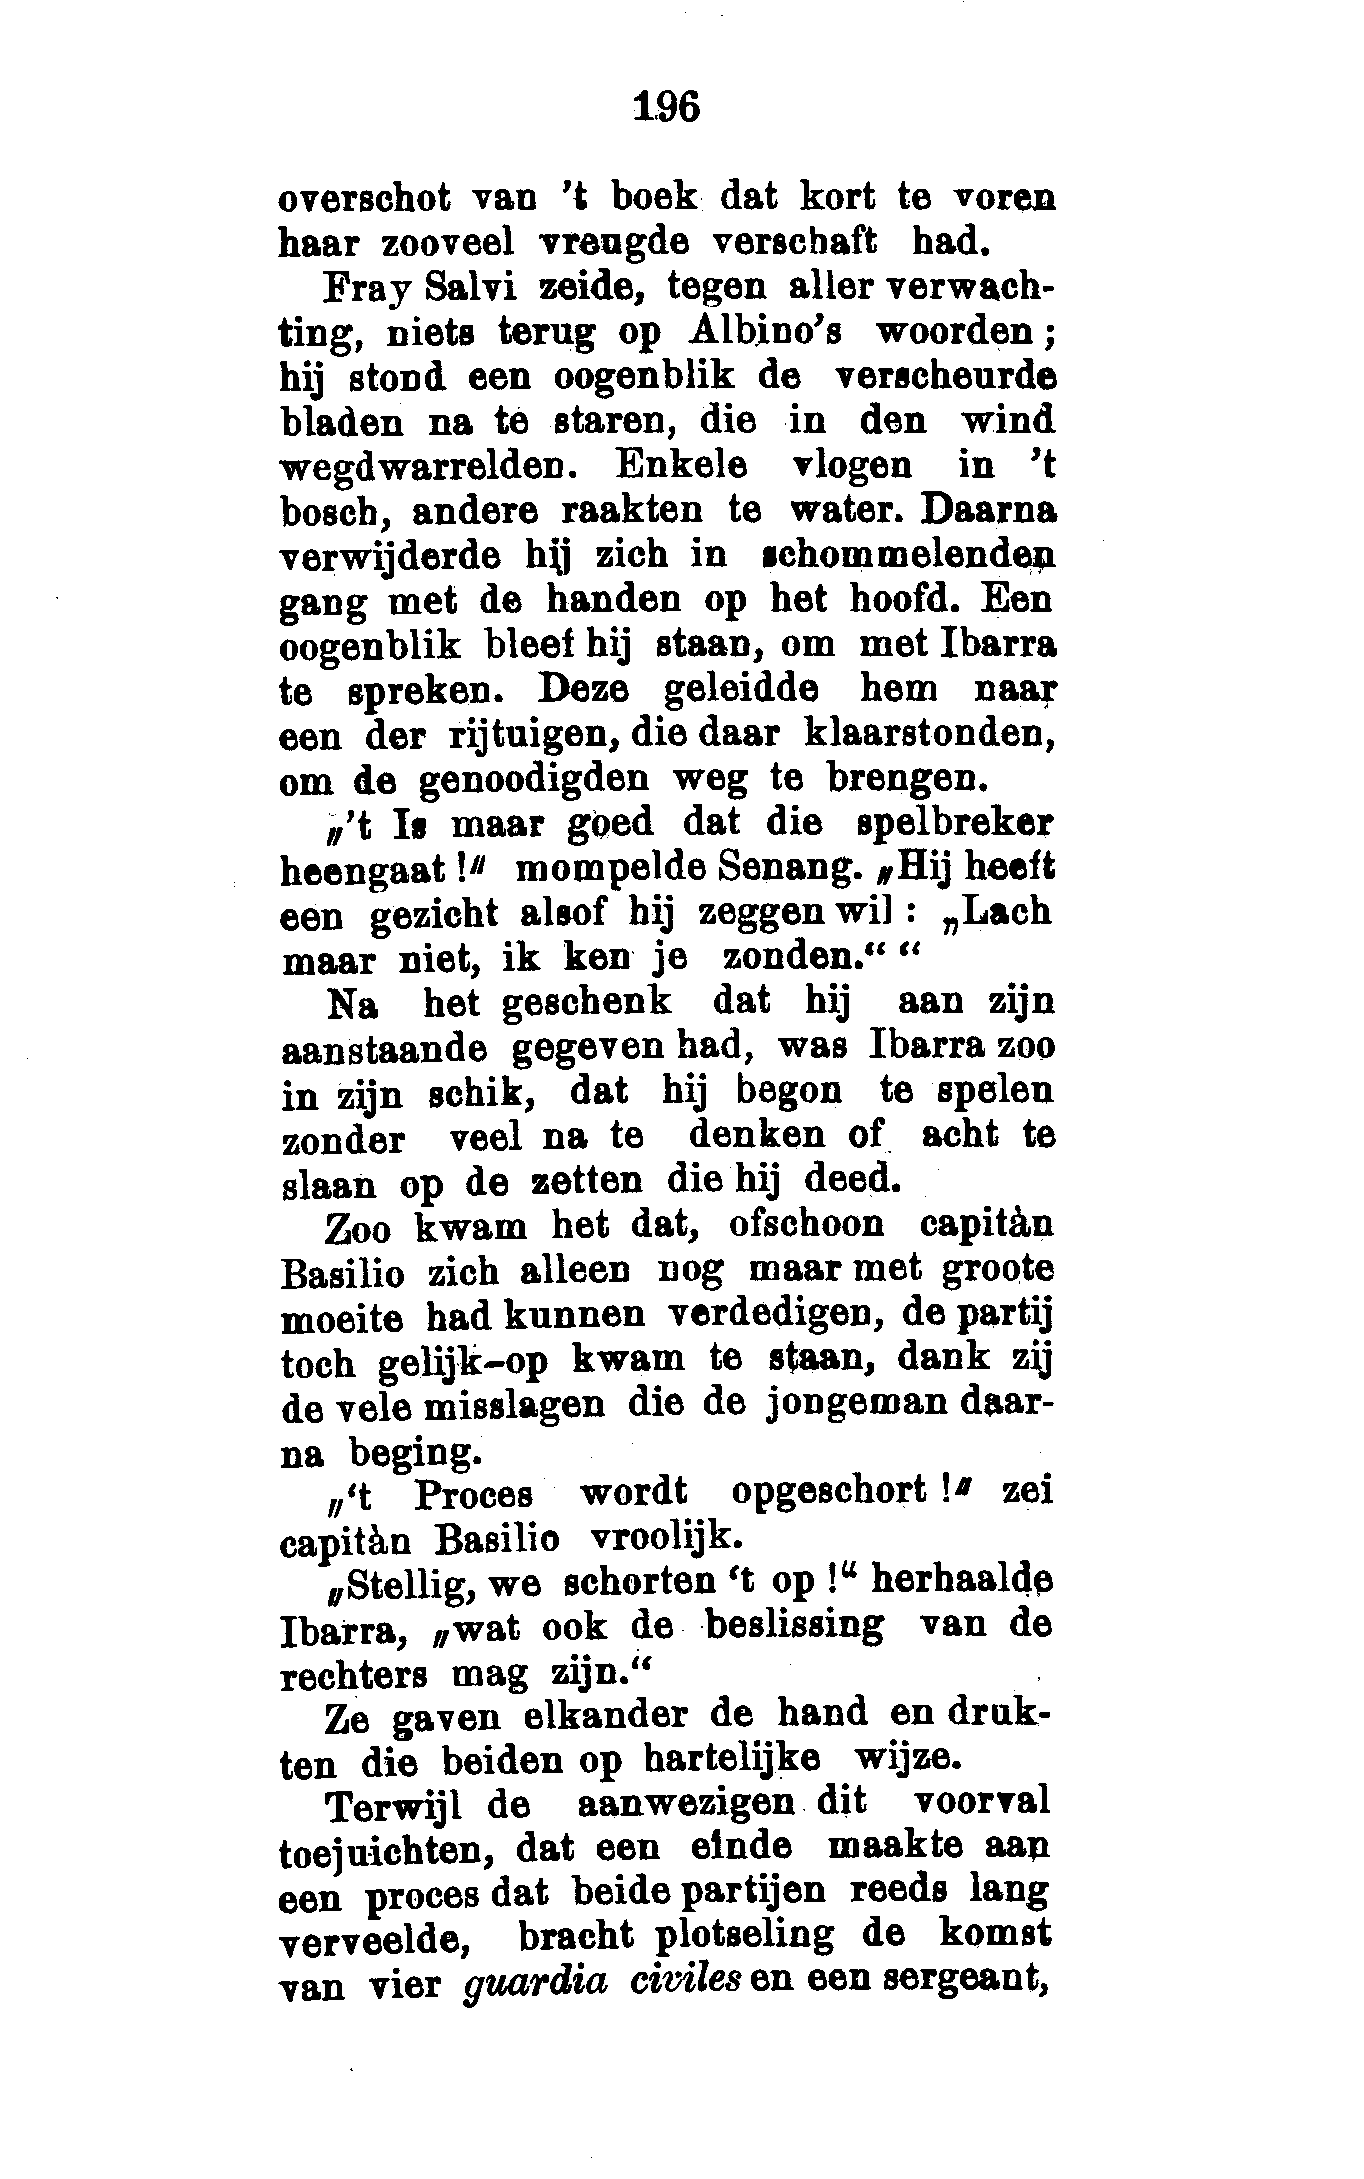 196
overschot van 't boek dat kort te voren
haar zooveel vreugde verschaft had.
Fray Salvi zeide, tegen aller verwach-
ting, niets terug op Albino's woorden;
hij stond een oogenblik de verscheurde
bladen na te staren, die in den wind
wegdwarrelden. Enkele vlogen in 't
bosch, andere raakten te water. Daarna
verwijderde hij zich in schommelenden
gang met de handen op het hoofd. Een
oogenblik bleef hij staan, om met Ibarra
te spreken. Deze geleidde hem naar
een der rijtuigen, die daar klaarstonden,
om de genoodigden weg te brengen.
„'t Is maar goed dat die spelbreker
heengaat!" mompelde Senang. „Hij heeft
een gezicht alsof hij zeggen wil: „Lach
maar niet, ik ken je zonden.“ “
Na het geschenk dat hij aan zijn
aanstaande gegeven had, was Ibarra zoo
in zijn schik, dat hij begon te spelen
zonder veel na te denken of acht te
slaan op de zetten die hij deed.
Zoo kwam het dat, ofschoon capitàn
Basilio zich alleen nog maar met groote
moeite had kunnen verdedigen, de partij
toch gelijk-op kwam te staan, dank zij
de vele misslagen die de jongeman daar-
na beging.
„‘t Proces wordt opgeschort!" zei
capitàn Basilio vroolijk.
„Stellig, we schorten ‘t op!“ herhaalde
Ibarra, „wat ook de beslissing van de
rechters mag zijn.“
Ze gaven elkander de hand en druk-
ten die beiden op hartelijke wijze.
Terwijl de aanwezigen dit voorval
toejuichten, dat een einde maakte aan
een proces dat beide partijen reeds lang
verveelde, bracht plotseling de komst
van vier guardia civiles en een sergeant,